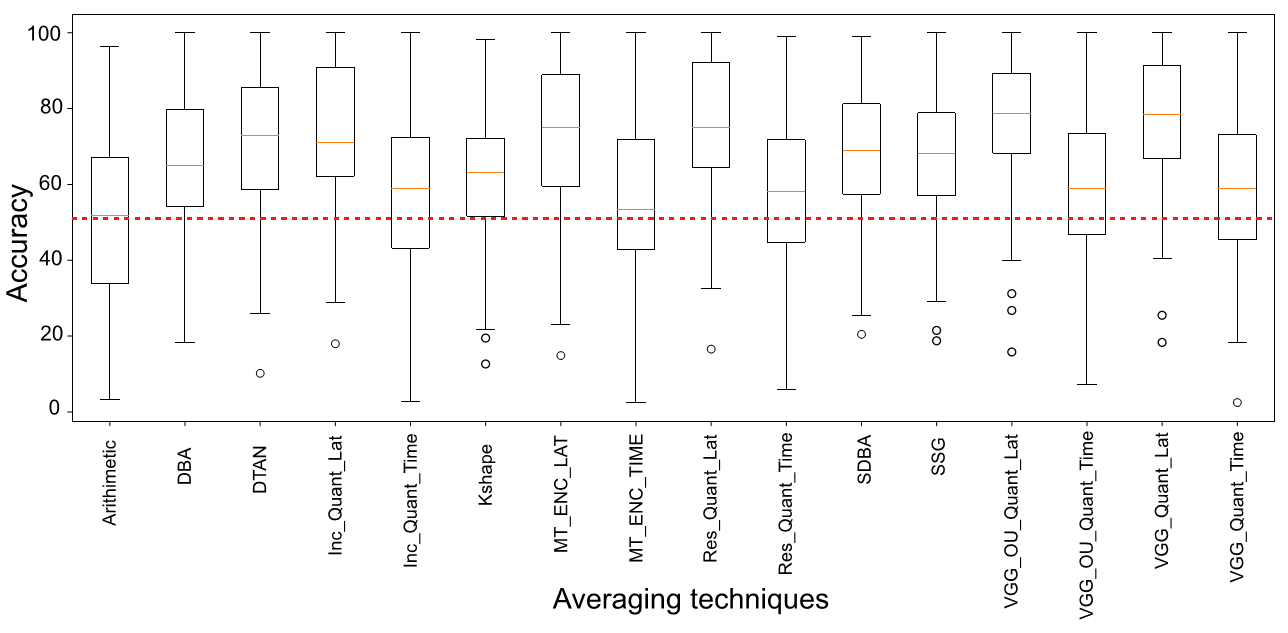 Accuracy
100
80
60
40
20
0
Arithimetic
DBA
DTAN
Inc_Quant_Lat
Inc_Quant_Time
Kshape
MT_ENC_LAT
MT_ENC_TIME
Res_Quant_Lat
Res_Quant_Time
SDBA
SSG
VGG_OU_Quant_Lat
VGG_OU_Quant_Time
VGG_Quant_Lat
VGG_Quant_Time
Averaging techniques